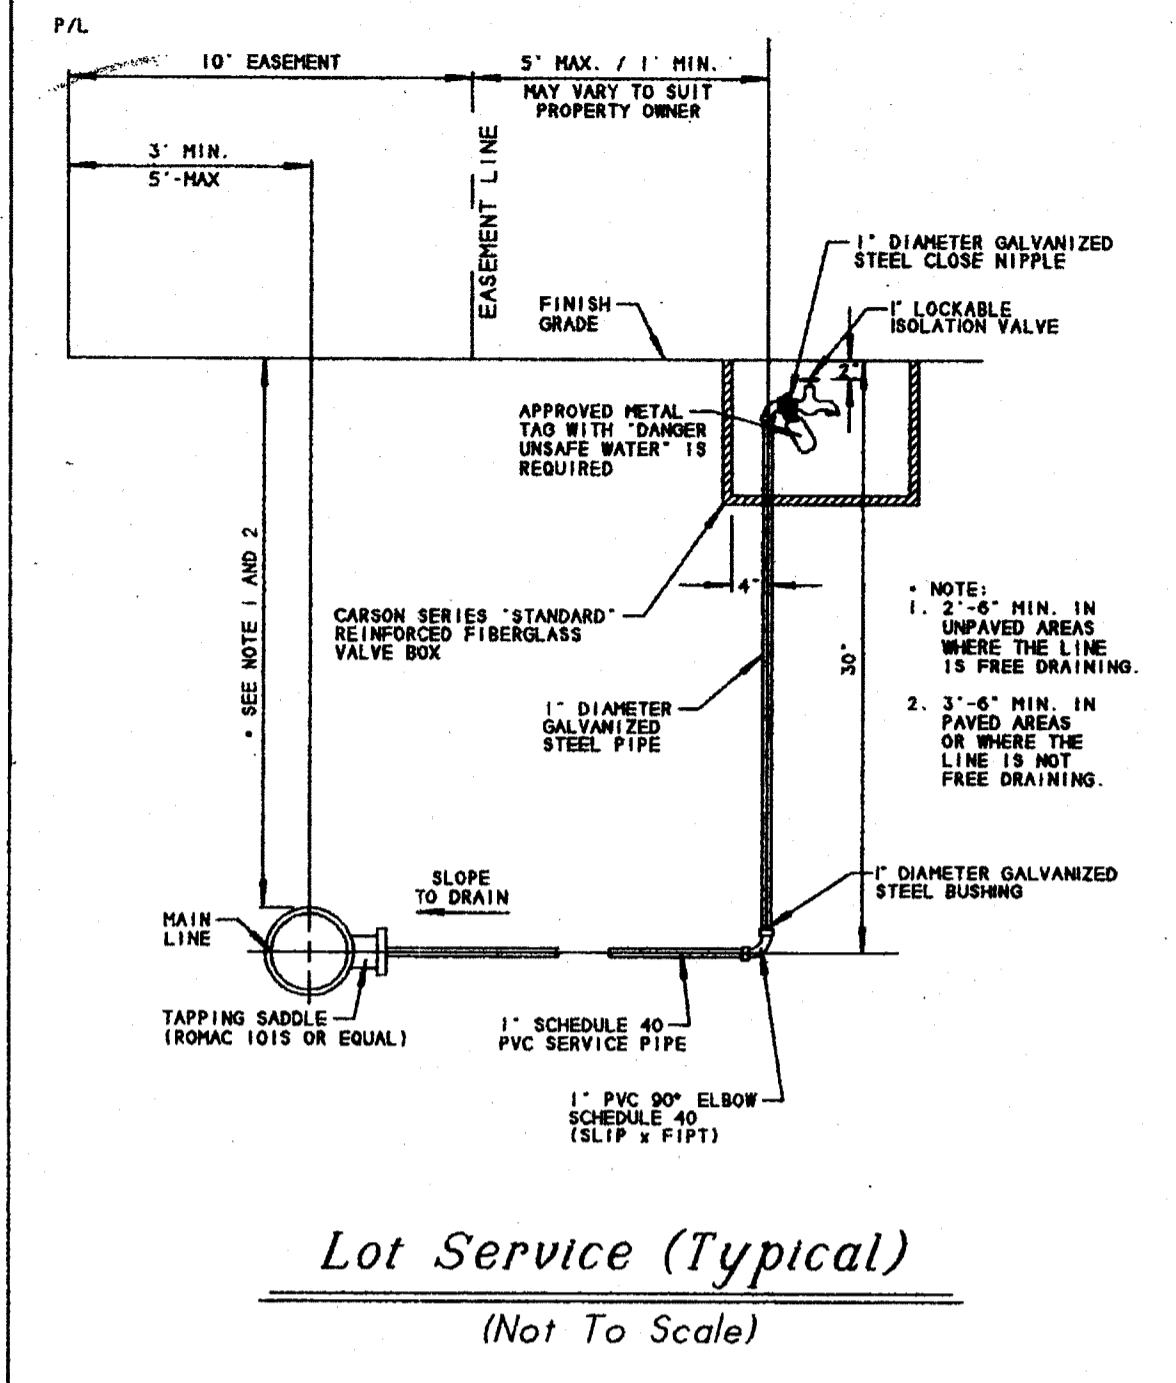 P/L
10' EASEMENT
5' MAX. / 1' MIN.
MAY VARY TO SUIT
PROPERTY OWNER
3' MIN.
5'-MAX
EASEMENT LINE
1" DIAMETER GALVANIZED
STEEL CLOSE NIPPLE
FINISH
GRADE
1" LOCKABLE
ISOLATION VALVE
2"
APPROVED METAL
TAG WITH "DANGER
UNSAFE WATER" IS
REQUIRED
* SEE NOTE 1 AND 2
4"
CARSON SERIES "STANDARD"
REINFORCED FIBERGLASS
VALVE BOX
30"
* NOTE:
1. 2'-6" MIN. IN
UNPAVED AREAS
WHERE THE LINE
IS FREE DRAINING.
2. 3'-6" MIN. IN
PAVED AREAS
OR WHERE THE
LINE IS NOT
FREE DRAINING.
1" DIAMETER
GALVANIZED
STEEL PIPE
SLOPE
TO DRAIN
1" DIAMETER GALVANIZED
STEEL BUSHING
MAIN
LINE
TAPPING SADDLE
(ROMAC 101S OR EQUAL)
1" SCHEDULE 40
PVC SERVICE PIPE
1" PVC 90° ELBOW
SCHEDULE 40
(SLIP x FIPT)
Lot Service (Typical)
(Not To Scale)